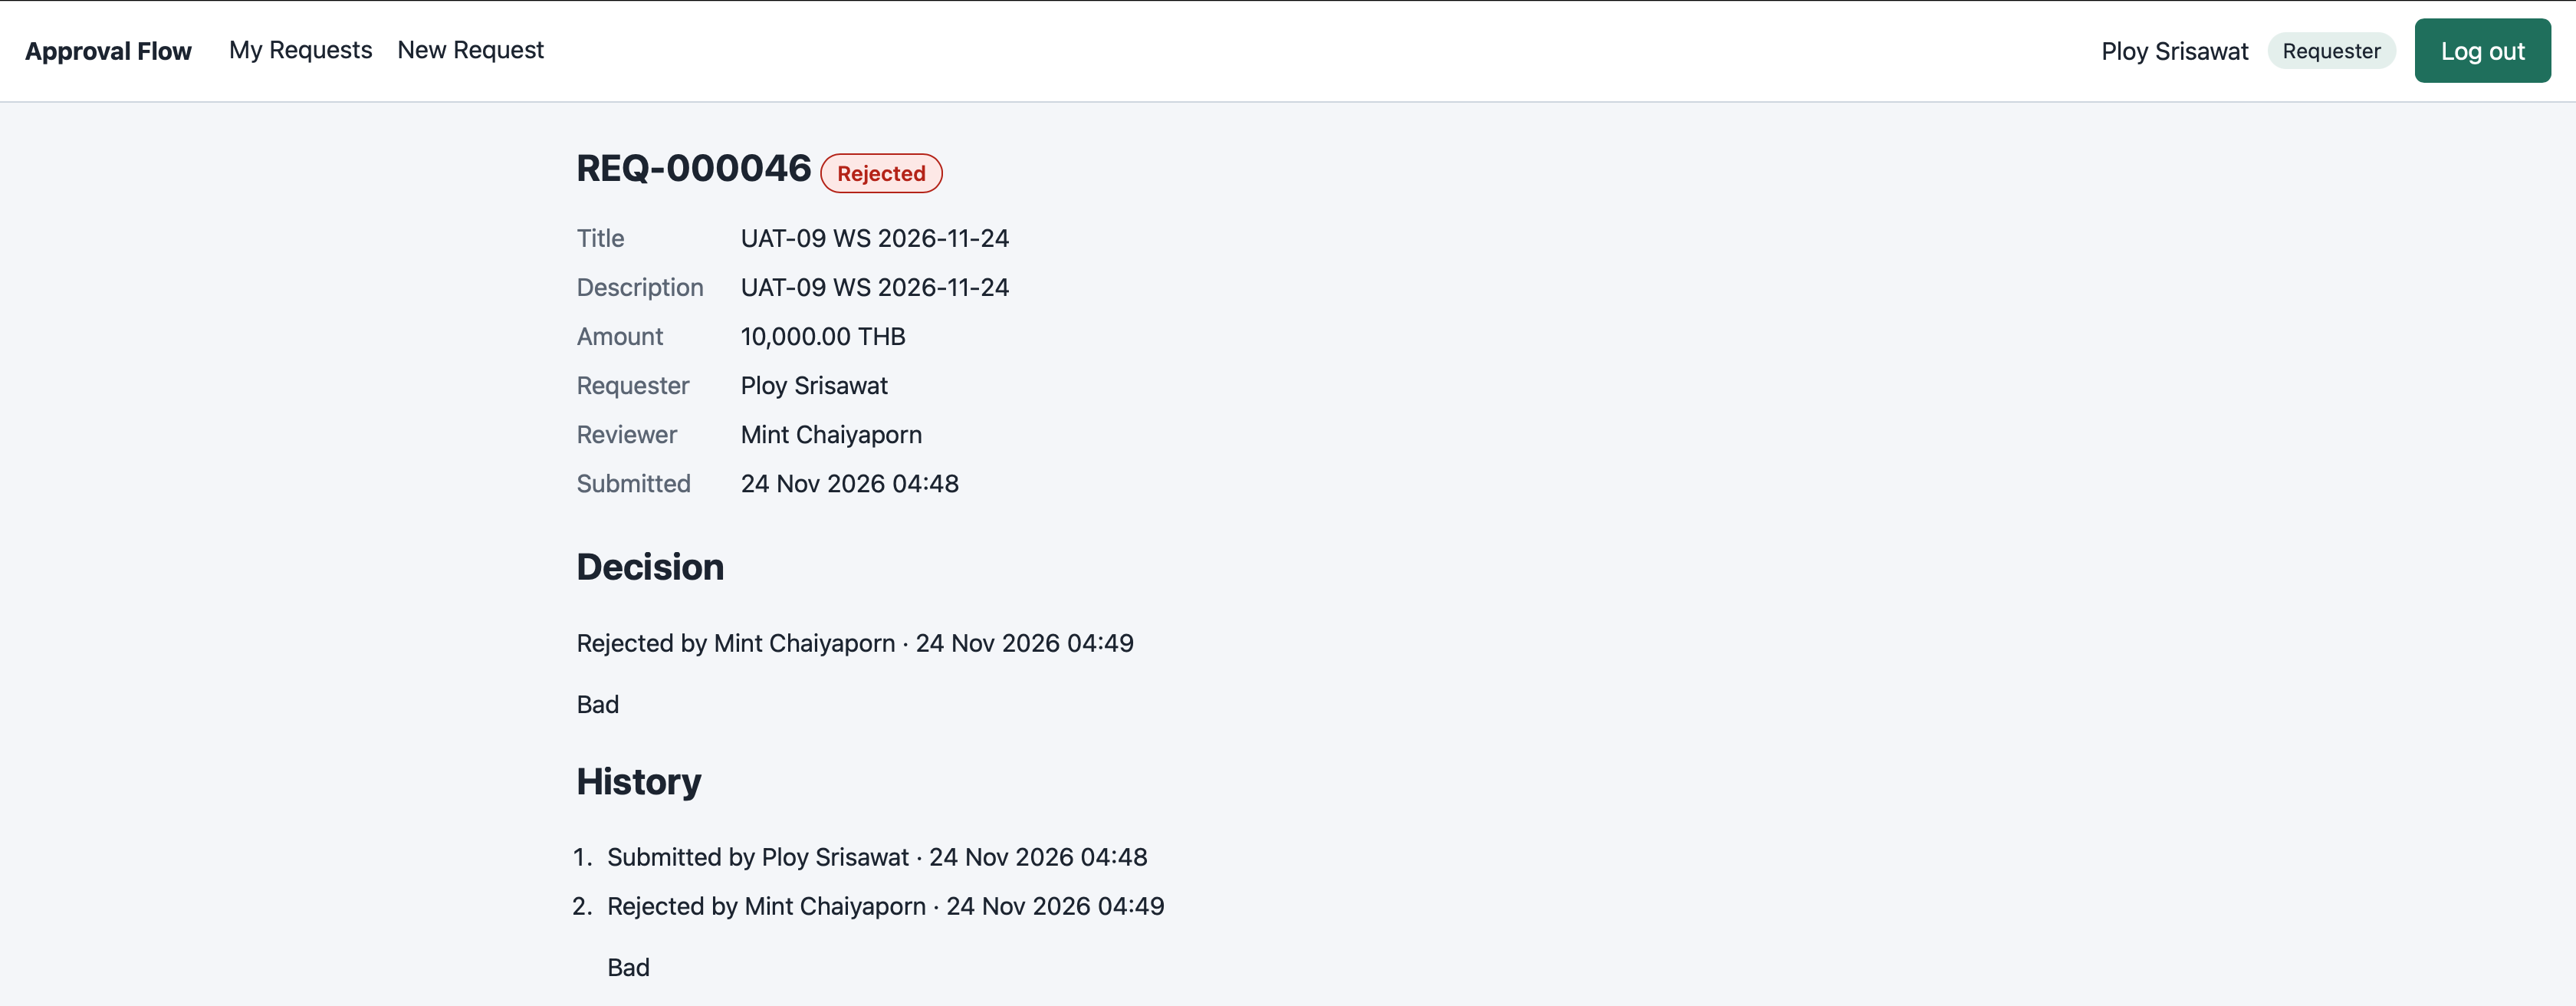 Approval Flow My Requests New Request Ploy Srisawat Requester Log out
REQ-000046 Rejected
Title UAT-09 WS 2026-11-24
Description UAT-09 WS 2026-11-24
Amount 10,000.00 THB
Requester Ploy Srisawat
Reviewer Mint Chaiyaporn
Submitted 24 Nov 2026 04:48
Decision
Rejected by Mint Chaiyaporn · 24 Nov 2026 04:49
Bad
History
1. Submitted by Ploy Srisawat · 24 Nov 2026 04:48
2. Rejected by Mint Chaiyaporn · 24 Nov 2026 04:49
Bad